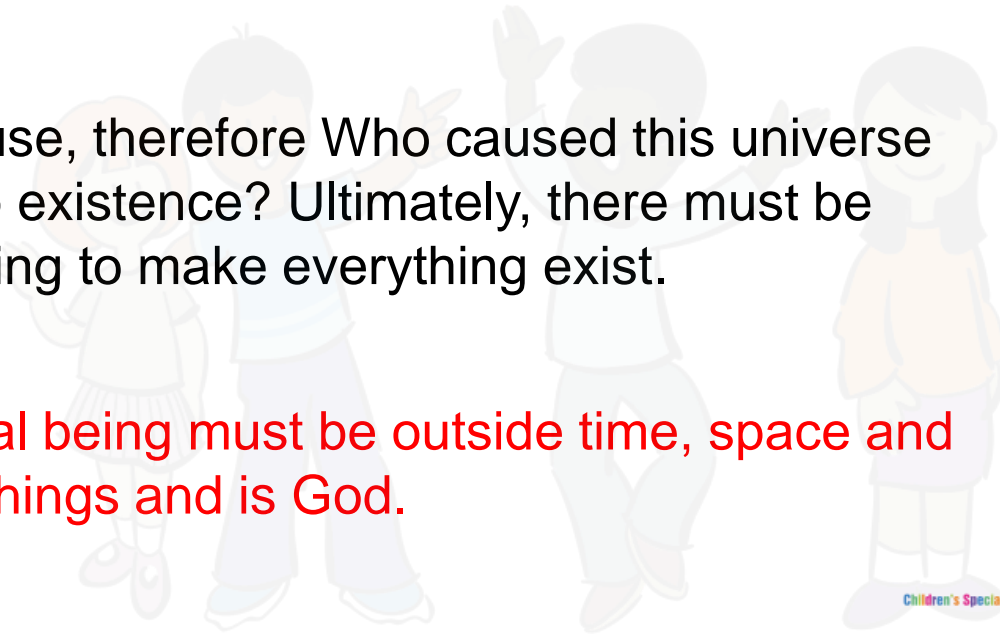 use, therefore Who caused this universe
existence? Ultimately, there must be
ing to make everything exist.
al being must be outside time, space and
hings and is God.
Children's Specia